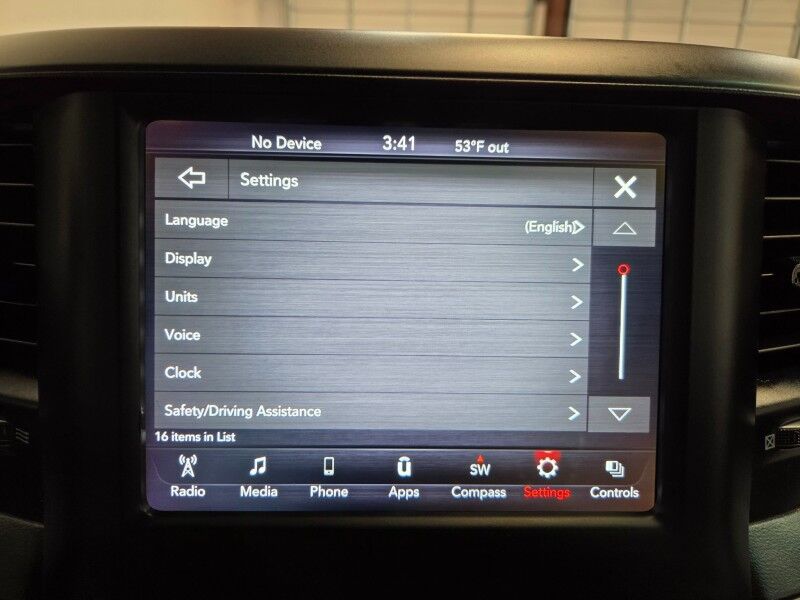 No Device 3:41 53°F out
Settings
Language (English)
Display
Units
Voice
Clock
Safety/Driving Assistance
16 items in List
SW
Radio Media Phone Apps Compass Settings Controls